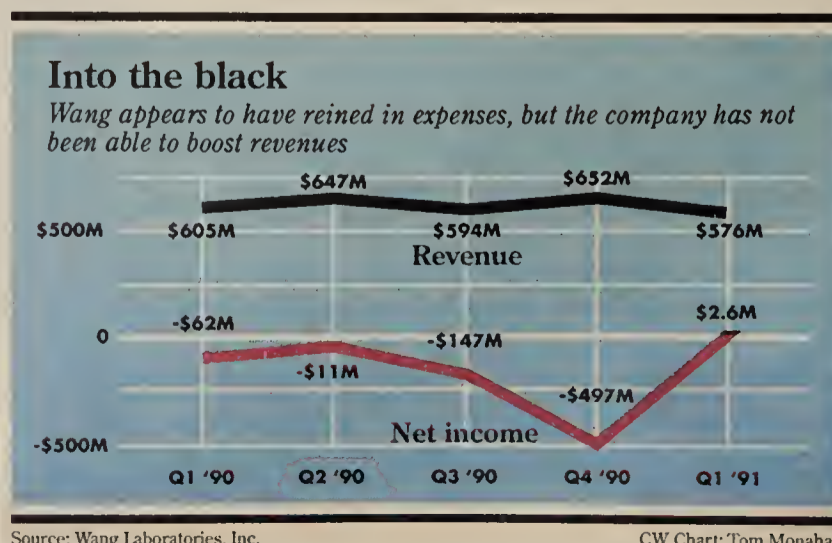 Into the black
Wang appears to have reined in expenses, but the company has not
been able to boost revenues
$647M
$652M
$500M
$605M
$594M
$576M
Revenue
$2.6M
-$62M
0
-$147M
-$11M
-$497M
Net income
-$500M
Q1 '90
Q2 '90
Q3 '90
Q4 '90
Q1 '91
Source: Wang Laboratories, Inc.
CW Chart: Tom Monaha